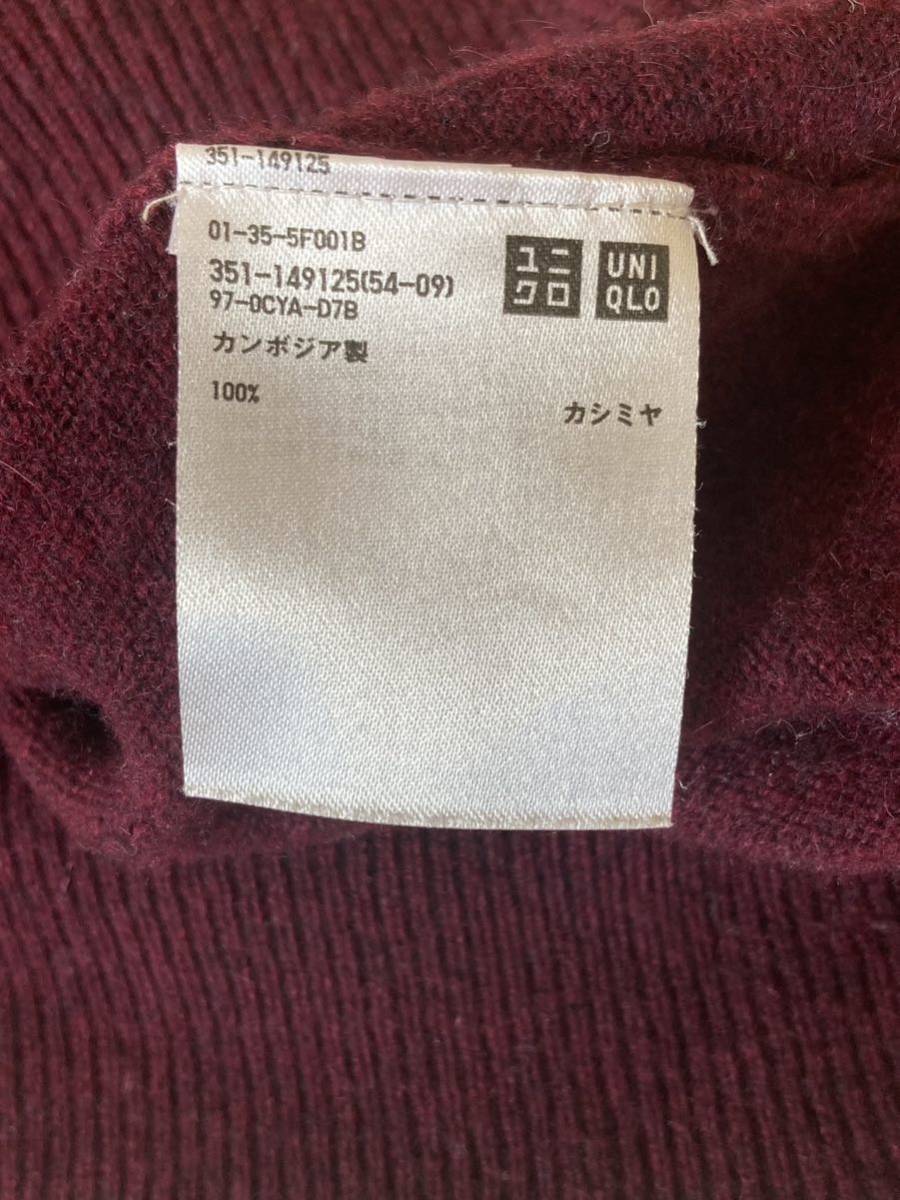 351-149125
01-35-5F001B
351-149125(54-09)
97-0CYA-D7B
ユニ
クロ
UNI
QLO
カンボジア製
100% カシミヤ